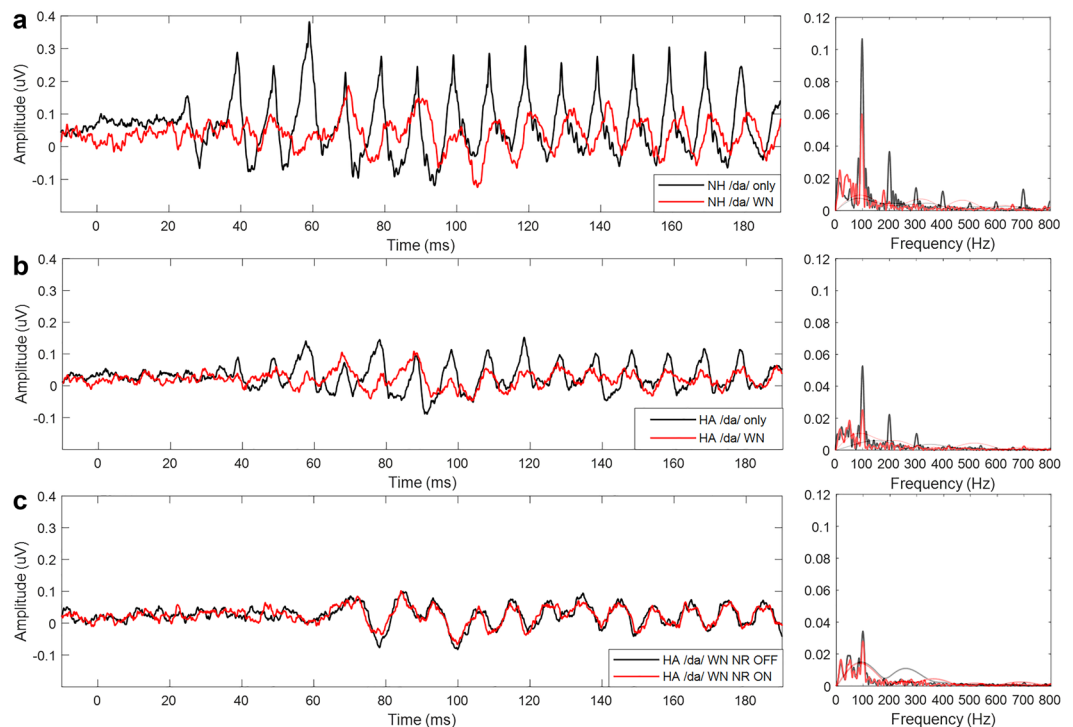 a
Amplitude (uV)
0.4
0.3
0.2
0.1
0
-0.1
0 20 40 60 80 100 120 140 160 180
Time (ms)
NH /da/ only
NH /da/ WN
0.12
0.1
0.08
0.06
0.04
0.02
0
0 100 200 300 400 500 600 700 800
Frequency (Hz)
b
Amplitude (uV)
0.4
0.3
0.2
0.1
0
-0.1
0 20 40 60 80 100 120 140 160 180
Time (ms)
HA /da/ only
HA /da/ WN
0.12
0.1
0.08
0.06
0.04
0.02
0
0 100 200 300 400 500 600 700 800
Frequency (Hz)
c
Amplitude (uV)
0.4
0.3
0.2
0.1
0
-0.1
0 20 40 60 80 100 120 140 160 180
Time (ms)
HA /da/ WN NR OFF
HA /da/ WN NR ON
0.12
0.1
0.08
0.06
0.04
0.02
0
0 100 200 300 400 500 600 700 800
Frequency (Hz)